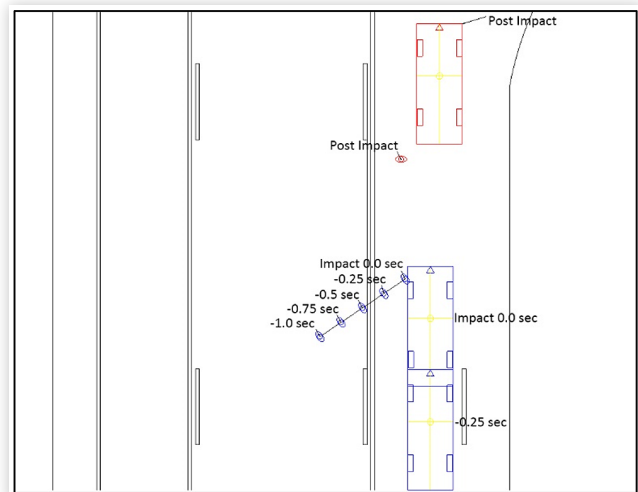 Post Impact
Post Impact
Impact 0.0 sec
-0.25 sec
-0.5 sec
-0.75 sec
-1.0 sec
Impact 0.0 sec
-0.25 sec